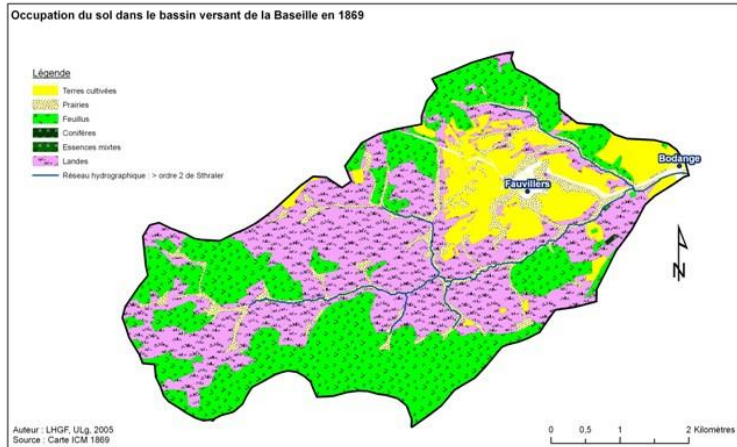 Occupation du sol dans le bassin versant de la Baseille en 1869
Légende
Terres cultivées
Prairies
Feuillus
Conifères
Essences mixtes
Landes
Réseau hydrographique : > ordre 2 de Sthraler
Bodange
Fauvillers
N
Auteur : LHGF, ULg, 2005
Source : Carte ICM 1869
0 0,5 1 2 Kilomètres